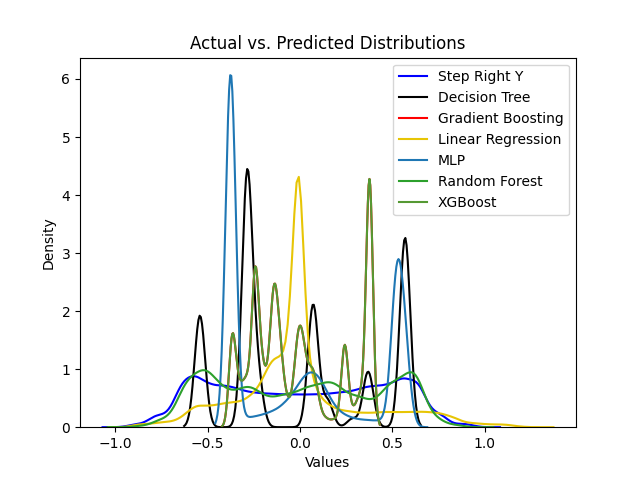 Actual vs. Predicted Distributions
Step Right Y
Decision Tree
Gradient Boosting
Linear Regression
MLP
Random Forest
XGBoost
Density
6
5
4
3
2
1
0
−1.0 −0.5 0.0 0.5 1.0
Values